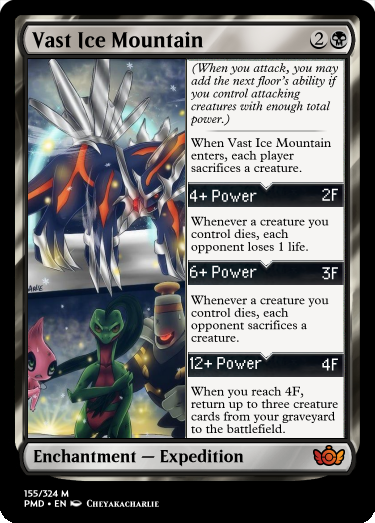 Vast Ice Mountain 2
(When you attack, you may
add the next floor's ability if
you control attacking
creatures with enough total
power.)
When Vast Ice Mountain
enters, each player
sacrifices a creature.
4+ Power 2F
Whenever a creature you
control dies, each
opponent loses 1 life.
6+ Power 3F
Whenever a creature you
control dies, each
opponent sacrifices a
creature.
12+ Power 4F
When you reach 4F,
return up to three creature
cards from your graveyard
to the battlefield.
Enchantment — Expedition
155/324 M
PMD • EN Cheyakacharlie